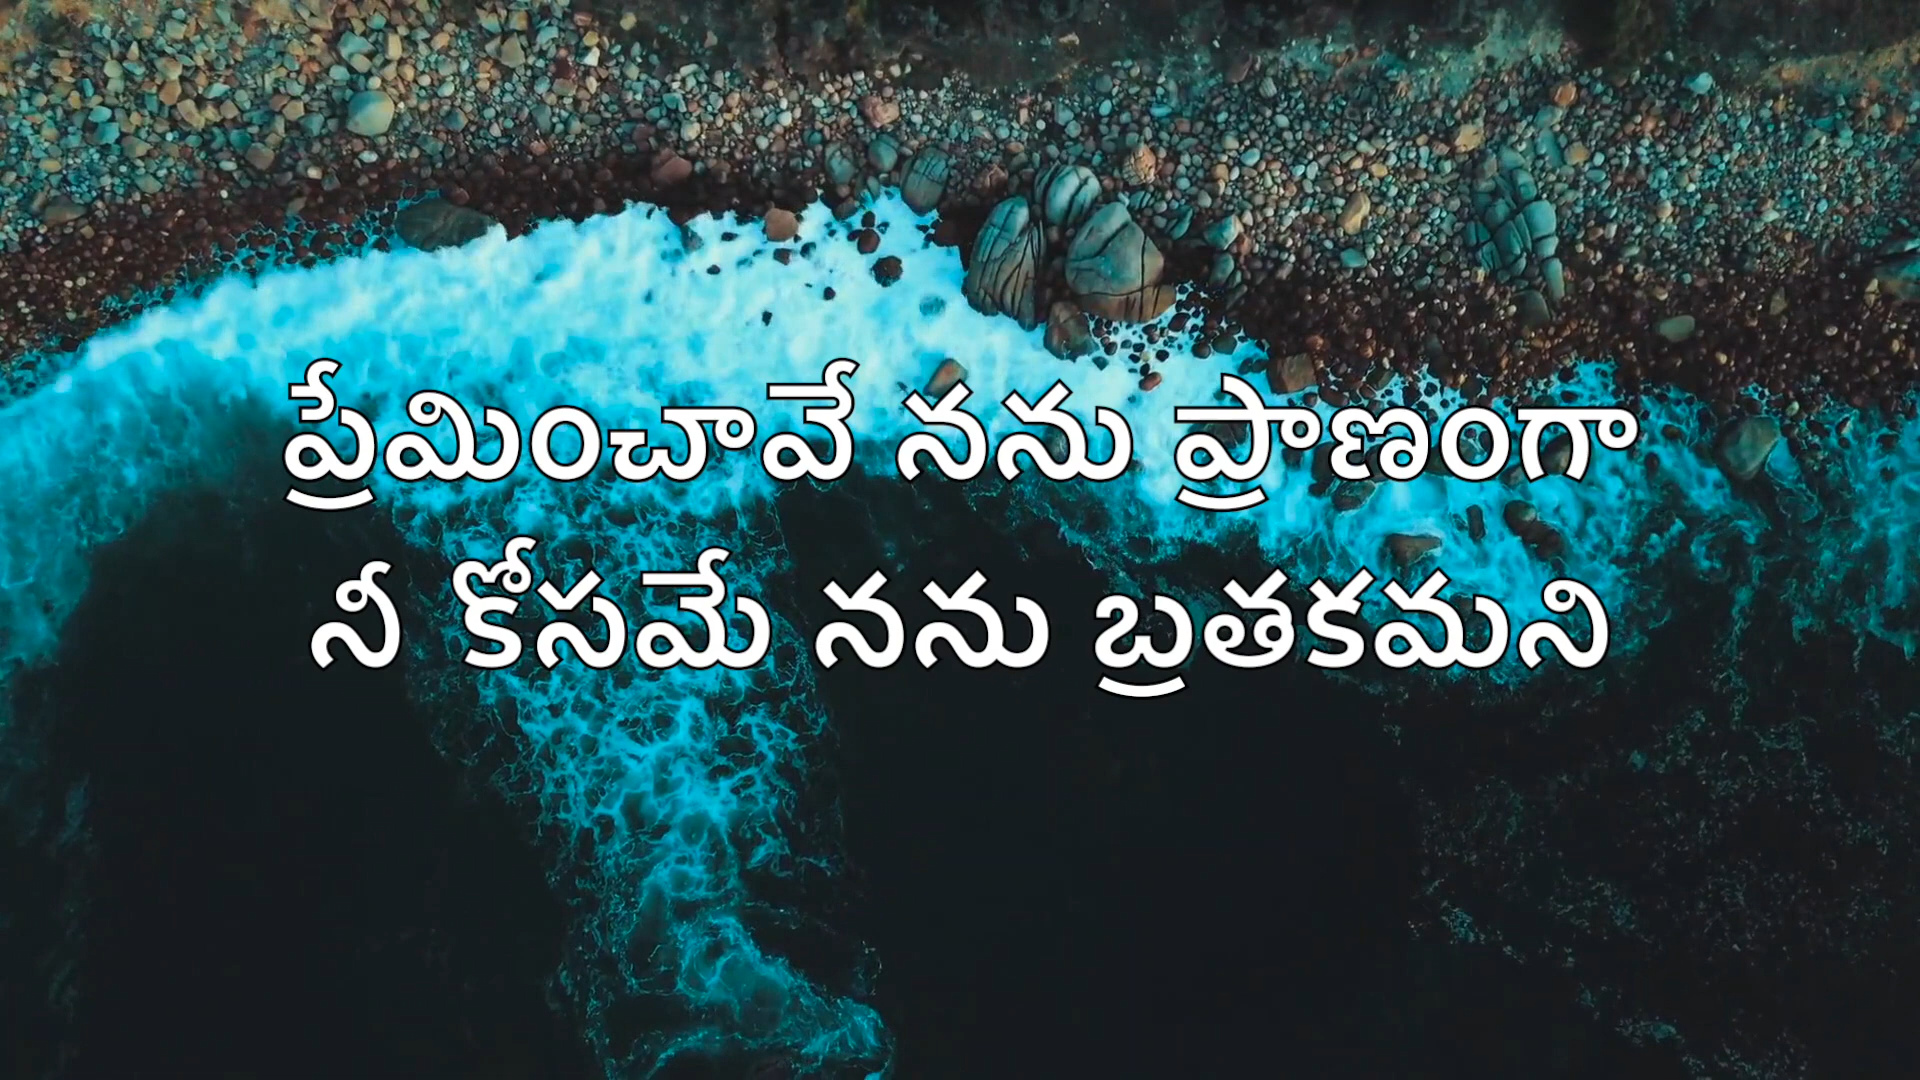 ప్రేమించావే నను ప్రాణంగా
నీ కోసమే నను బ్రతకమని